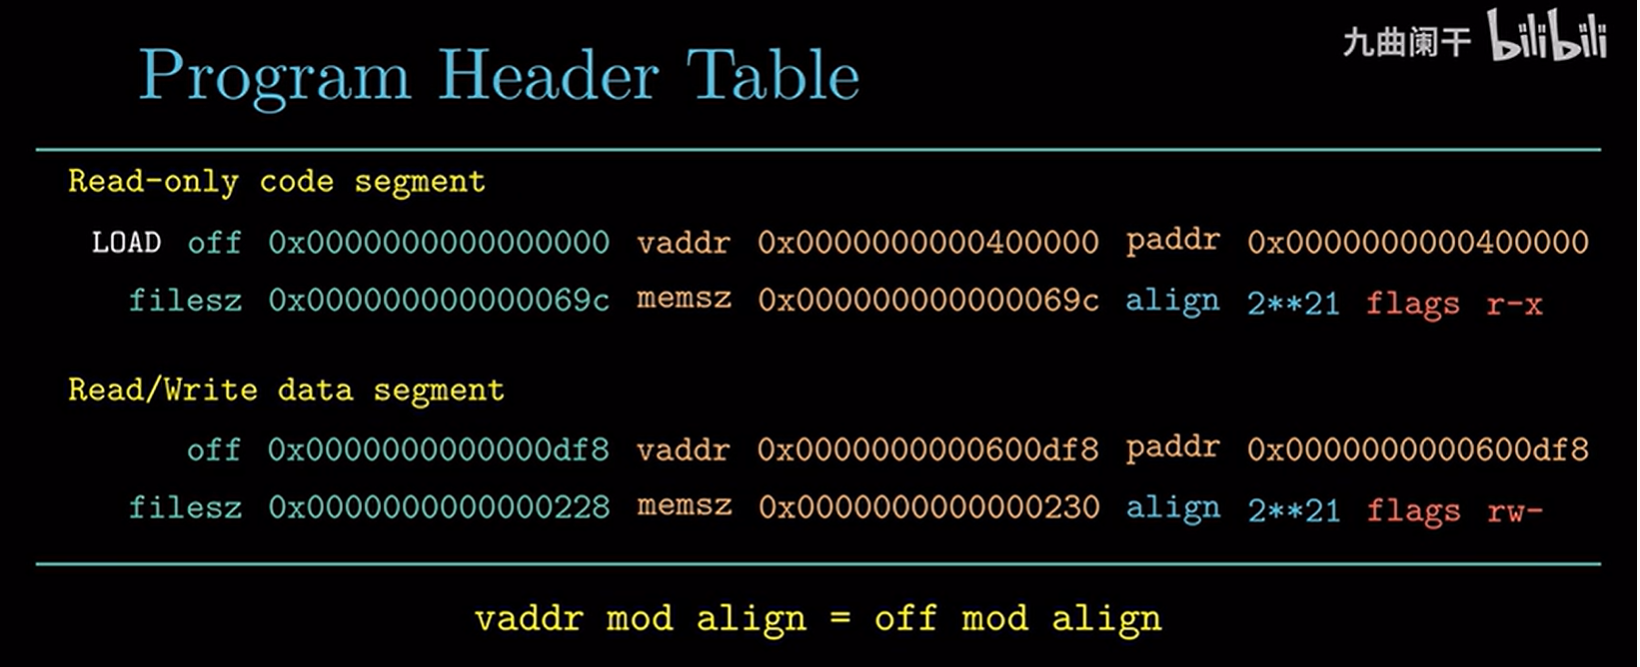 九曲阑干 bilibili
Program Header Table
Read-only code segment
LOAD off 0x0000000000000000 vaddr 0x0000000000400000 paddr 0x0000000000400000
filesz 0x000000000000069c memsz 0x000000000000069c align 2**21 flags r-x
Read/Write data segment
off 0x0000000000000df8 vaddr 0x0000000000600df8 paddr 0x0000000000600df8
filesz 0x0000000000000228 memsz 0x0000000000000230 align 2**21 flags rw-
vaddr mod align = off mod align